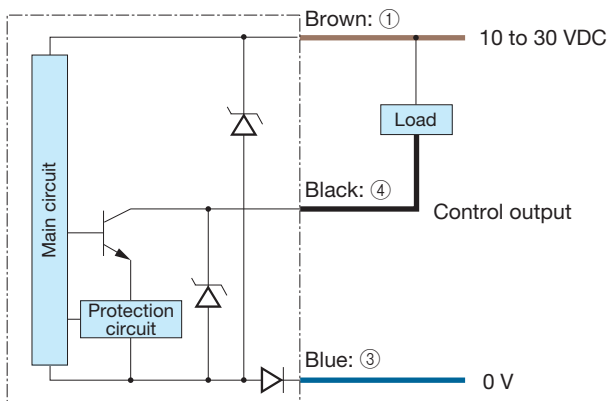 Brown: ①
10 to 30 VDC
Load
Main circuit
Black: ④
Control output
Protection
circuit
Blue: ③
0 V